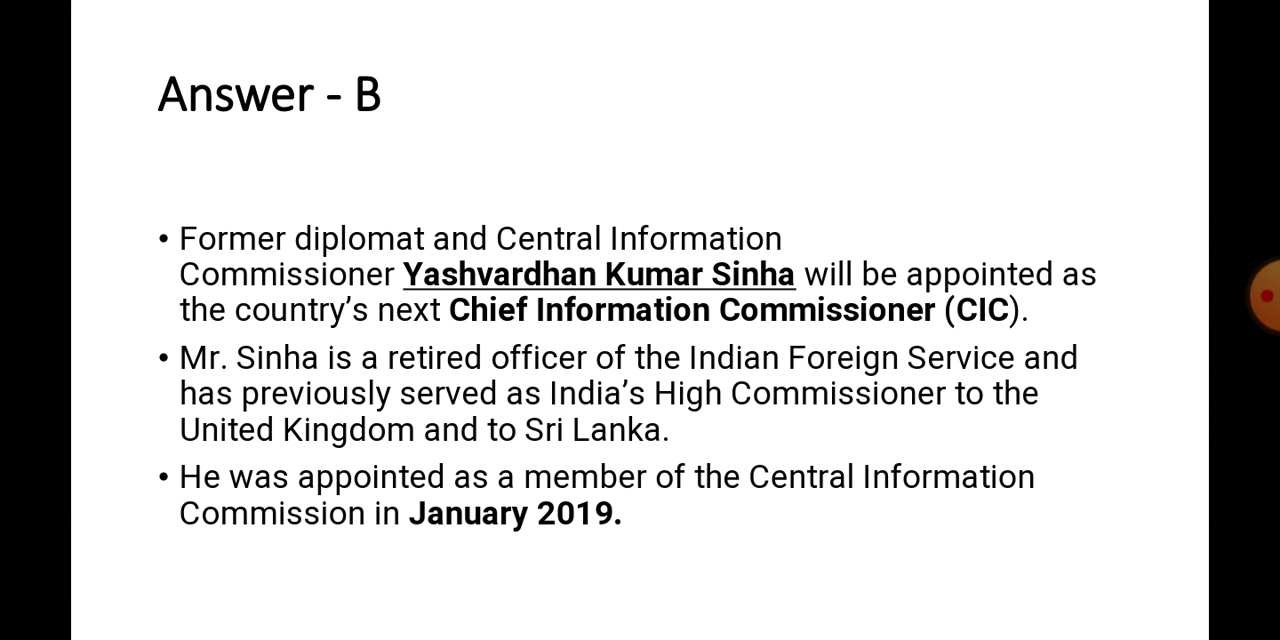 Answer - B
• Former diplomat and Central Information
Commissioner Yashvardhan Kumar Sinha will be appointed as
the country’s next Chief Information Commissioner (CIC).
• Mr. Sinha is a retired officer of the Indian Foreign Service and
has previously served as India’s High Commissioner to the
United Kingdom and to Sri Lanka.
• He was appointed as a member of the Central Information
Commission in January 2019.